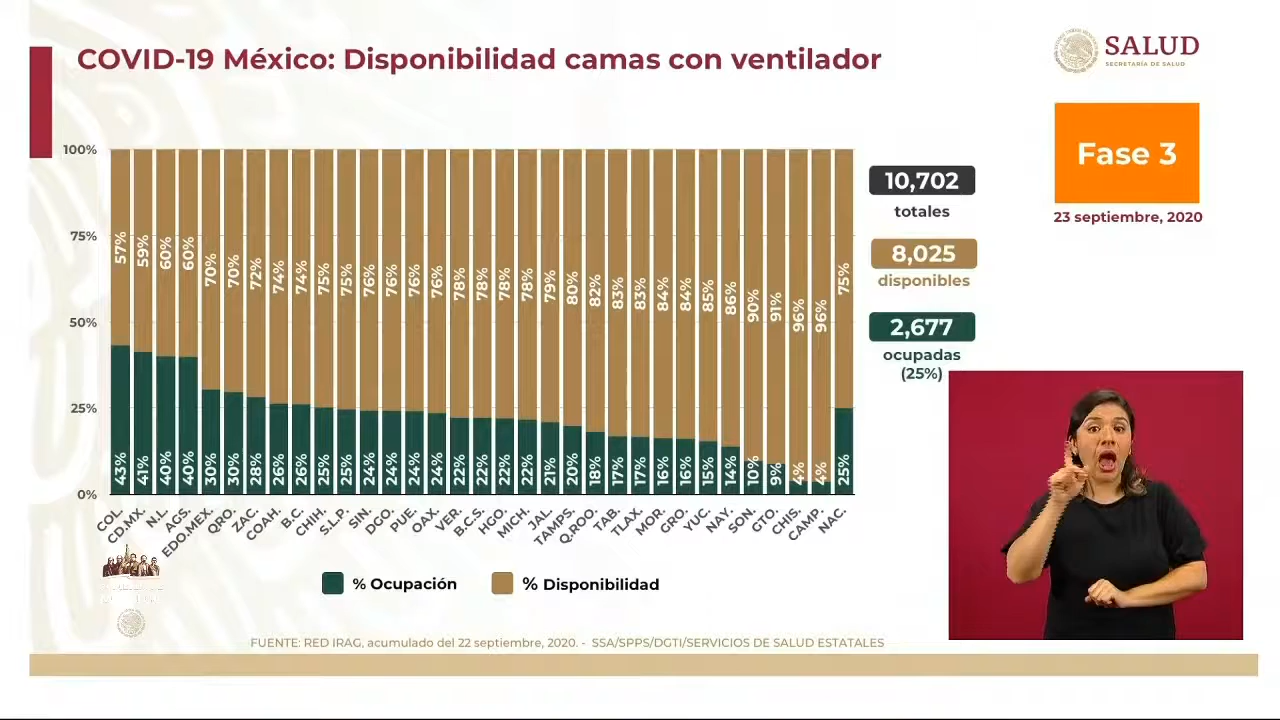 COVID-19 México: Disponibilidad camas con ventilador
SALUD
SECRETARÍA DE SALUD
Fase 3
23 septiembre, 2020
100%
75%
50%
25%
0%
57% 59% 60% 60% 70% 70% 72% 74% 74% 75% 75% 76% 76% 76% 76% 78% 78% 78% 78% 79% 80% 82% 83% 83% 84% 84% 85% 86% 90% 91% 96% 96% 75%
43% 41% 40% 40% 30% 30% 28% 26% 26% 25% 25% 24% 24% 24% 24% 22% 22% 22% 22% 21% 20% 18% 17% 17% 16% 16% 15% 14% 10% 9% 4% 4% 25%
COL. CD.MX. N.L. AGS. EDO.MEX. QRO. ZAC. COAH. B.C. CHIH. S.L.P. SIN. DGO. PUE. OAX. VER. B.C.S. HGO. MICH. JAL. TAMPS. Q.ROO. TAB. TLAX. MOR. GRO. YUC. NAY. SON. GTO. CHIS. CAMP. NAC.
10,702
totales
8,025
disponibles
2,677
ocupadas
(25%)
% Ocupación % Disponibilidad
FUENTE: RED IRAG, acumulado del 22 septiembre, 2020. - SSA/SPPS/DGTI/SERVICIOS DE SALUD ESTATALES